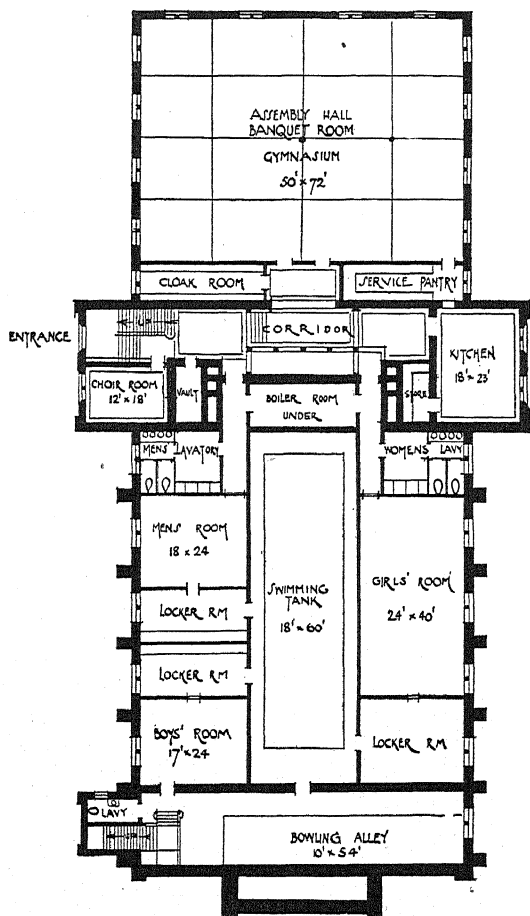 ASSEMBLY HALL
BANQUET ROOM
GYMNASIUM
50' × 72'
CLOAK ROOM
SERVICE PANTRY
ENTRANCE
UP
CORRIDOR
KITCHEN
18' × 23'
CHOIR ROOM
12' × 18'
VAULT
STORE
BOILER ROOM
UNDER
MENS LAVATORY
WOMENS LAVY
MENS' ROOM
18 × 24
SWIMMING
TANK
18' × 60'
GIRLS' ROOM
24' × 40'
LOCKER RM
LOCKER RM
BOYS' ROOM
17' × 24
LOCKER RM
LAVY
UP
BOWLING ALLEY
10' × 54'